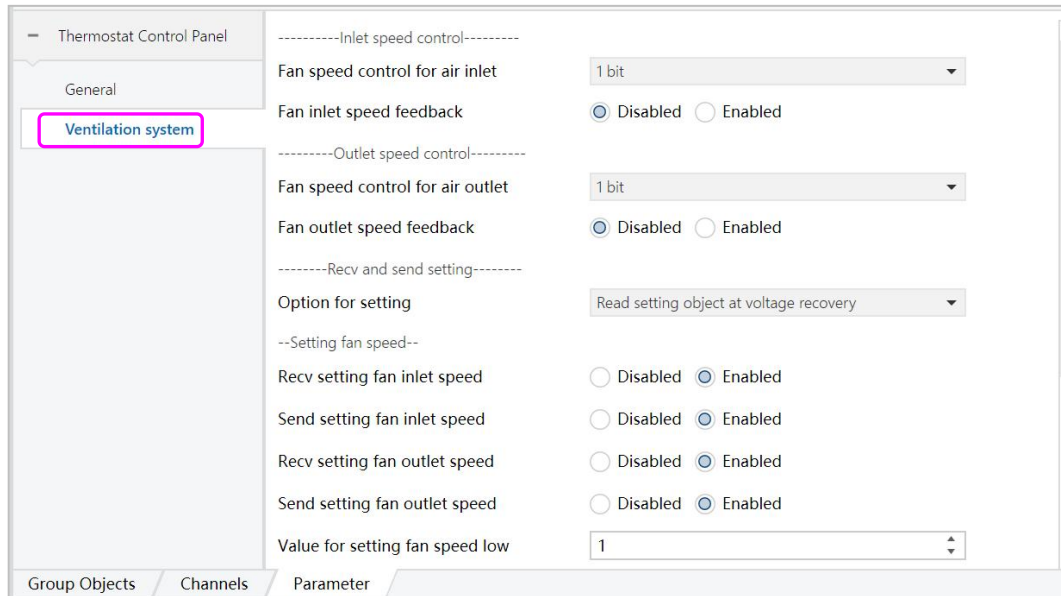 Thermostat Control Panel
General
Ventilation system
----------Inlet speed control---------
Fan speed control for air inlet 1 bit
Fan inlet speed feedback Disabled Enabled
---------Outlet speed control---------
Fan speed control for air outlet 1 bit
Fan outlet speed feedback Disabled Enabled
--------Recv and send setting--------
Option for setting Read setting object at voltage recovery
--Setting fan speed--
Recv setting fan inlet speed Disabled Enabled
Send setting fan inlet speed Disabled Enabled
Recv setting fan outlet speed Disabled Enabled
Send setting fan outlet speed Disabled Enabled
Value for setting fan speed low 1
Group Objects Channels Parameter